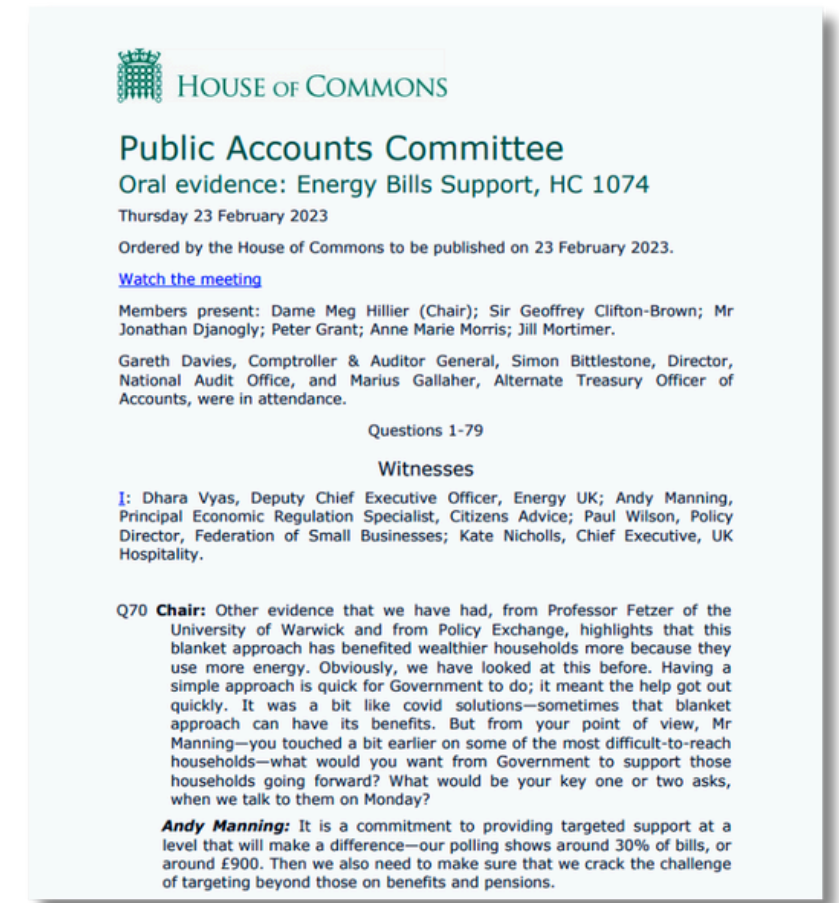 HOUSE OF COMMONS
Public Accounts Committee
Oral evidence: Energy Bills Support, HC 1074
Thursday 23 February 2023
Ordered by the House of Commons to be published on 23 February 2023.
Watch the meeting
Members present: Dame Meg Hillier (Chair); Sir Geoffrey Clifton-Brown; Mr
Jonathan Djanogly; Peter Grant; Anne Marie Morris; Jill Mortimer.
Gareth Davies, Comptroller & Auditor General, Simon Bittlestone, Director,
National Audit Office, and Marius Gallaher, Alternate Treasury Officer of
Accounts, were in attendance.
Questions 1-79
Witnesses
I: Dhara Vyas, Deputy Chief Executive Officer, Energy UK; Andy Manning,
Principal Economic Regulation Specialist, Citizens Advice; Paul Wilson, Policy
Director, Federation of Small Businesses; Kate Nicholls, Chief Executive, UK
Hospitality.
Q70 Chair: Other evidence that we have had, from Professor Fetzer of the
University of Warwick and from Policy Exchange, highlights that this
blanket approach has benefited wealthier households more because they
use more energy. Obviously, we have looked at this before. Having a
simple approach is quick for Government to do; it meant the help got out
quickly. It was a bit like covid solutions—sometimes that blanket
approach can have its benefits. But from your point of view, Mr
Manning—you touched a bit earlier on some of the most difficult-to-reach
households—what would you want from Government to support those
households going forward? What would be your key one or two asks,
when we talk to them on Monday?
Andy Manning: It is a commitment to providing targeted support at a
level that will make a difference—our polling shows around 30% of bills, or
around £900. Then we also need to make sure that we crack the challenge
of targeting beyond those on benefits and pensions.